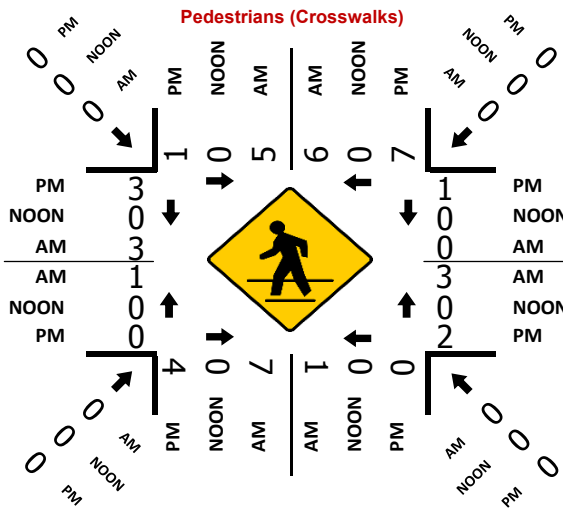 Pedestrians (Crosswalks)
PM NOON AM
0 0 0
PM NOON AM AM NOON PM
1 0 5 6 0 7
PM NOON AM
0 0 0
PM 3
NOON 0
AM 3
AM 1
NOON 0
PM 0
1 PM
0 NOON
0 AM
3 AM
0 NOON
2 PM
4 0 7 1 0 0
PM NOON AM AM NOON PM
0 0 0
AM NOON PM
0 0 0
AM NOON PM